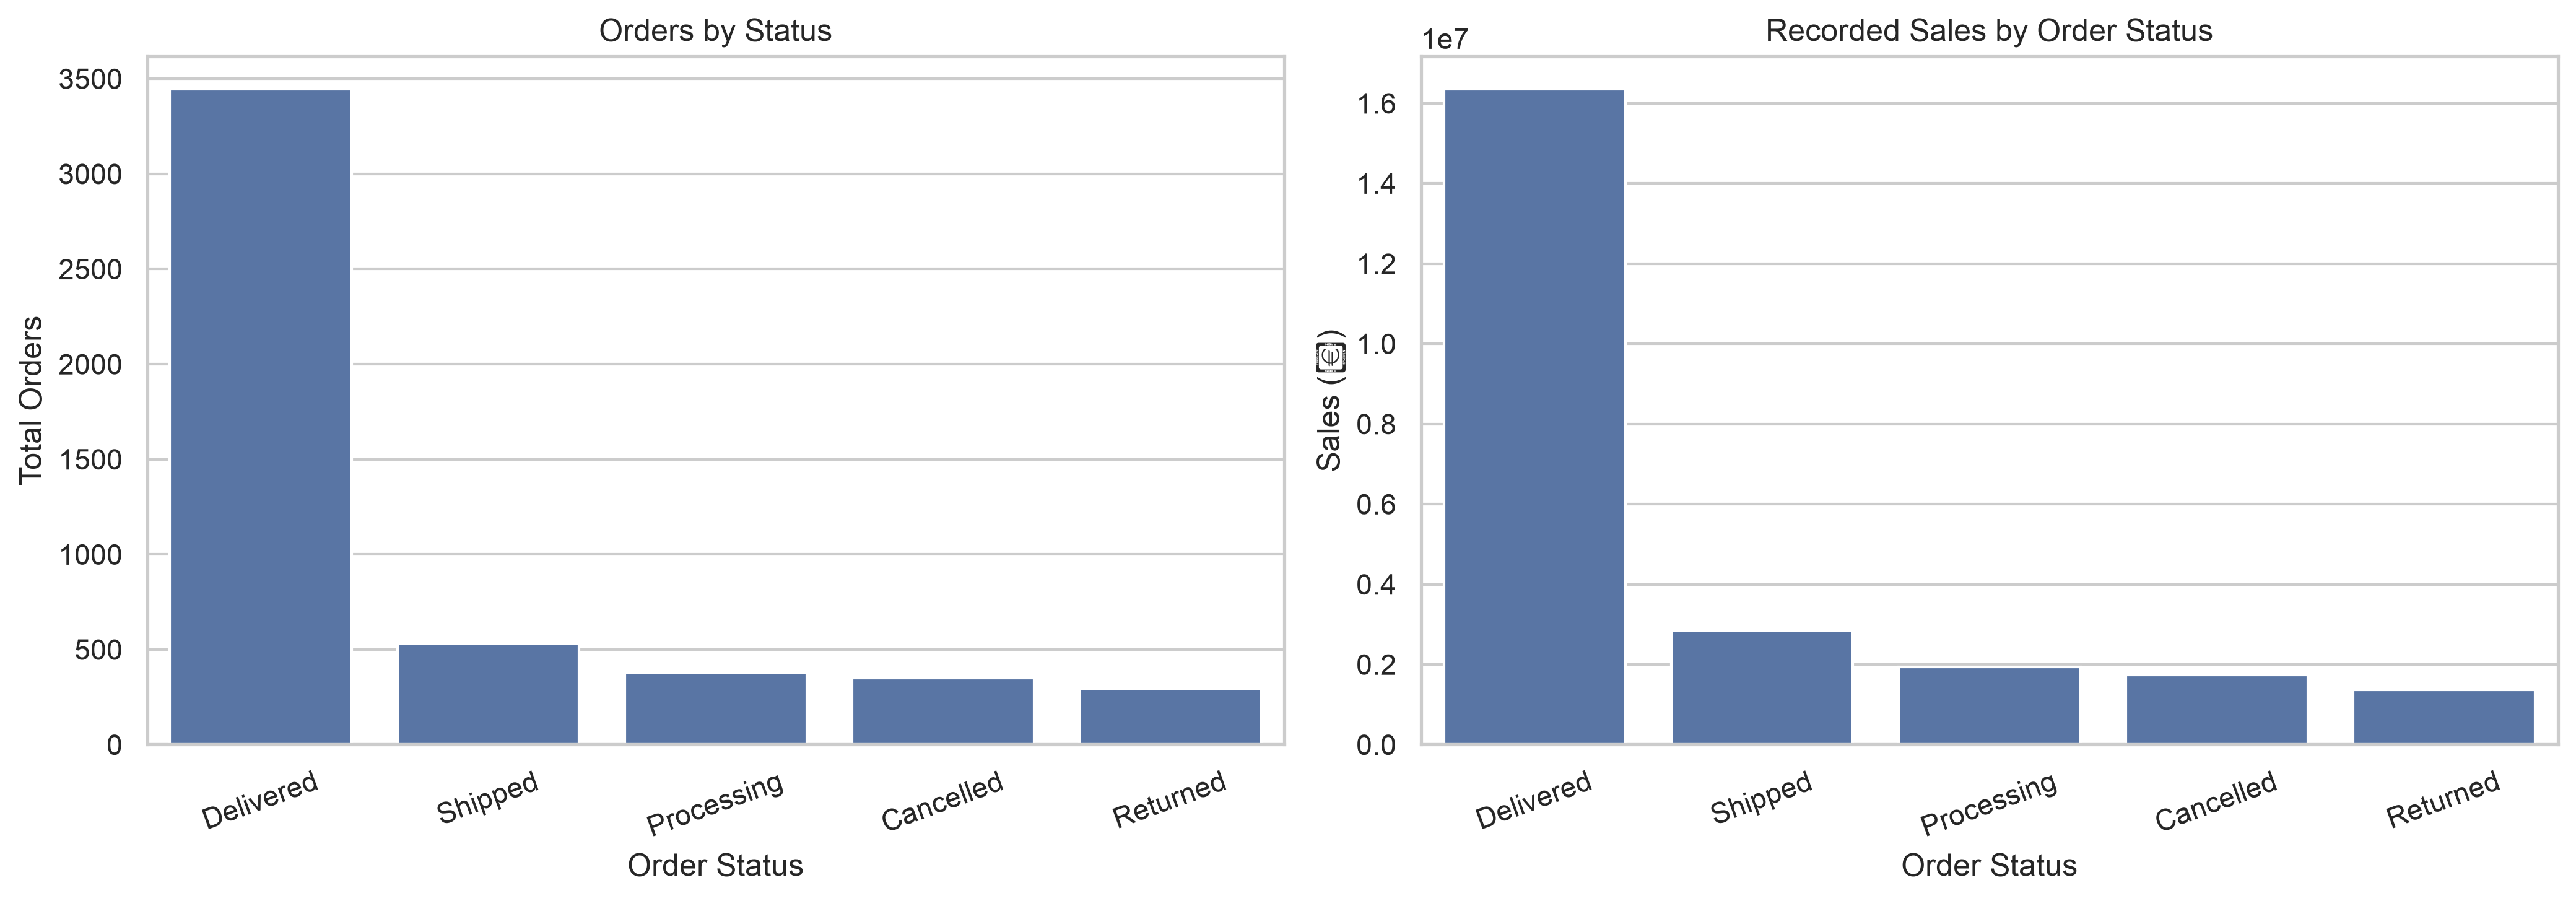 Orders by Status
3500
3000
2500
2000
1500
1000
500
0
Total Orders
Delivered
Shipped
Processing
Cancelled
Returned
Order Status
Recorded Sales by Order Status
1e7
1.6
1.4
1.2
1.0
0.8
0.6
0.4
0.2
0.0
Sales ()
Delivered
Shipped
Processing
Cancelled
Returned
Order Status